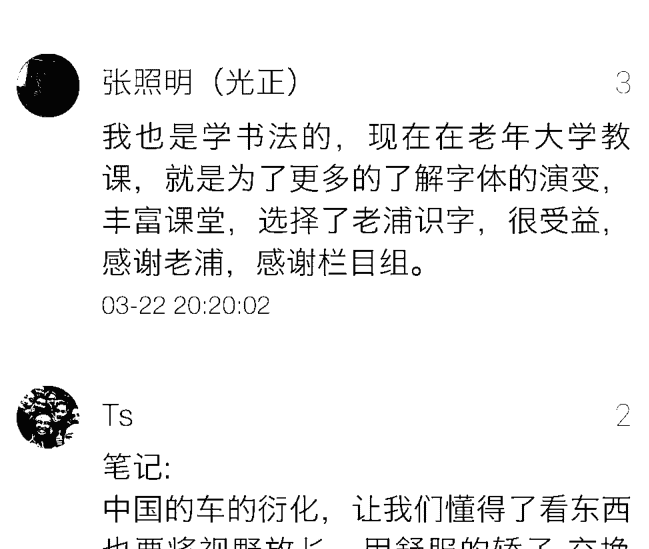 张照明（光正）
3
我也是学书法的，现在在老年大学教
课，就是为了更多的了解字体的演变，
丰富课堂，选择了老浦识字，很受益，
感谢老浦，感谢栏目组。
03-22 20:20:02
Ts
2
笔记:
中国的车的衍化，让我们懂得了看东西